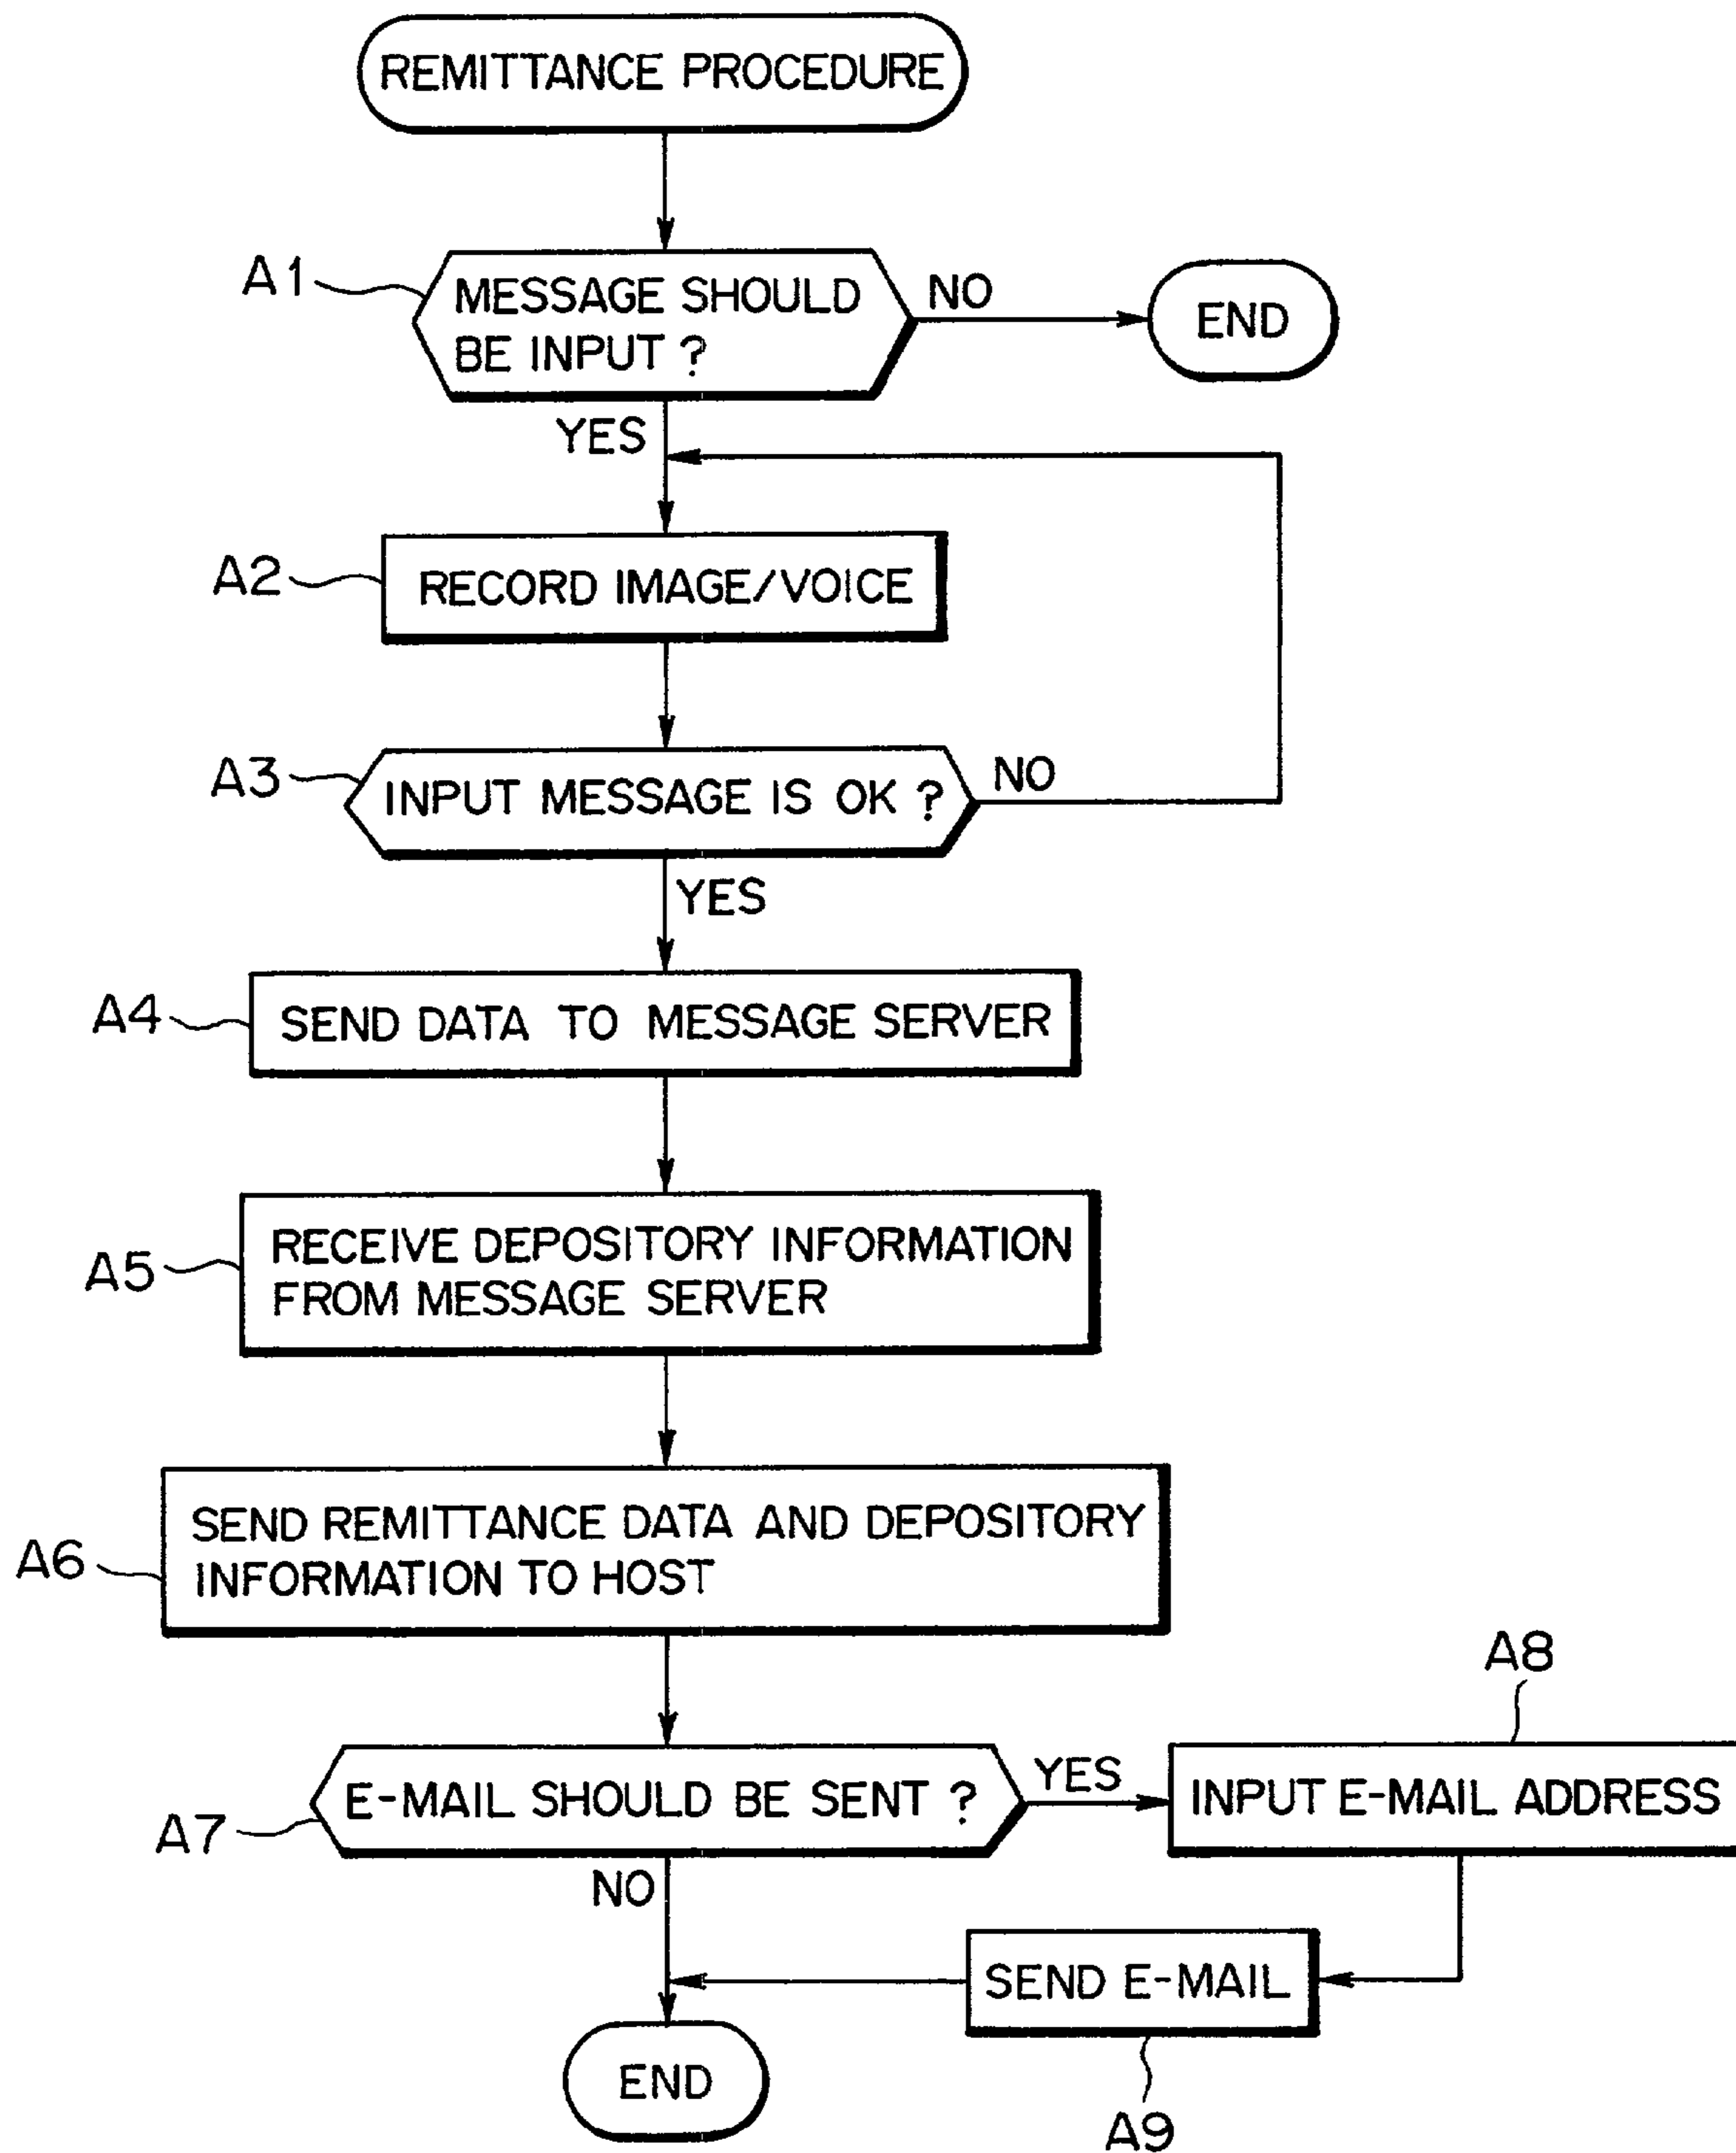 REMITTANCE PROCEDURE
A1
MESSAGE SHOULD
BE INPUT ?
NO
END
YES
A2
RECORD IMAGE/VOICE
A3
INPUT MESSAGE IS OK ?
NO
YES
A4
SEND DATA TO MESSAGE SERVER
A5
RECEIVE DEPOSITORY INFORMATION
FROM MESSAGE SERVER
A6
SEND REMITTANCE DATA AND DEPOSITORY
INFORMATION TO HOST
A7
E-MAIL SHOULD BE SENT ?
YES
A8
INPUT E-MAIL ADDRESS
NO
SEND E-MAIL
A9
END